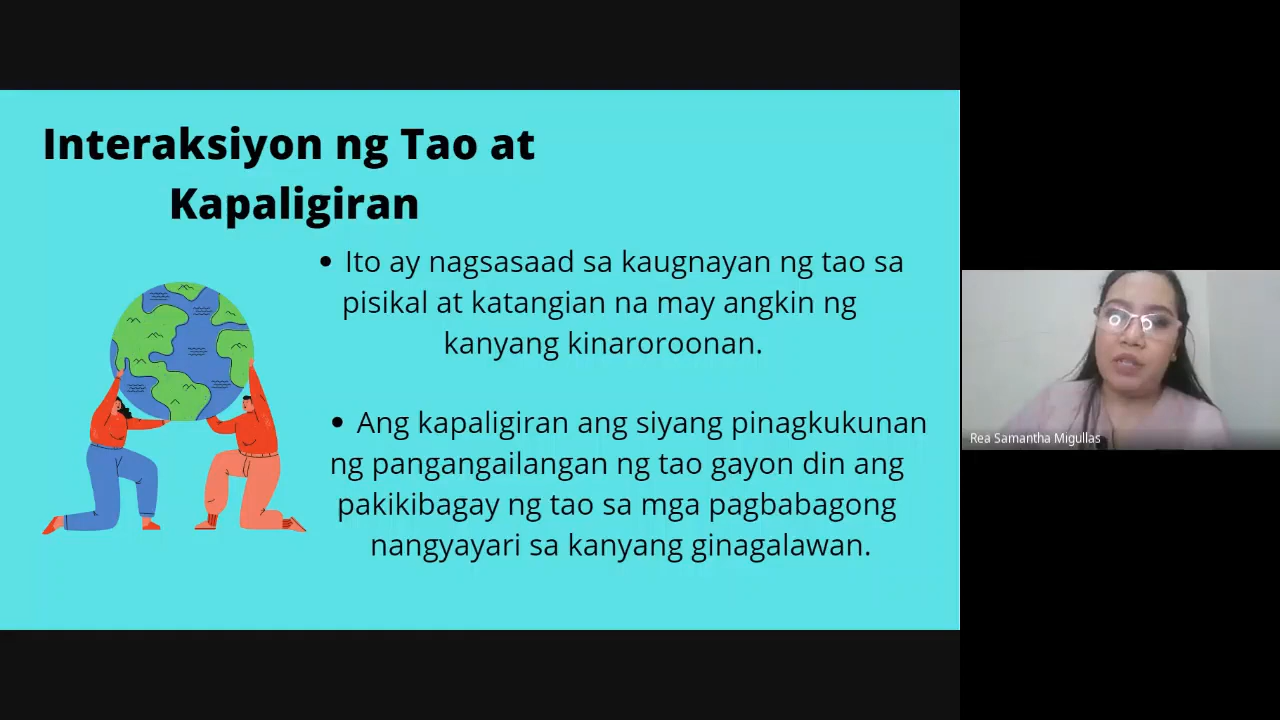 Interaksiyon ng Tao at
Kapaligiran
• Ito ay nagsasaad sa kaugnayan ng tao sa
pisikal at katangian na may angkin ng
kanyang kinaroroonan.
• Ang kapaligiran ang siyang pinagkukunan
ng pangangailangan ng tao gayon din ang
pakikibagay ng tao sa mga pagbabagong
nangyayari sa kanyang ginagalawan.
Rea Samantha Migullas